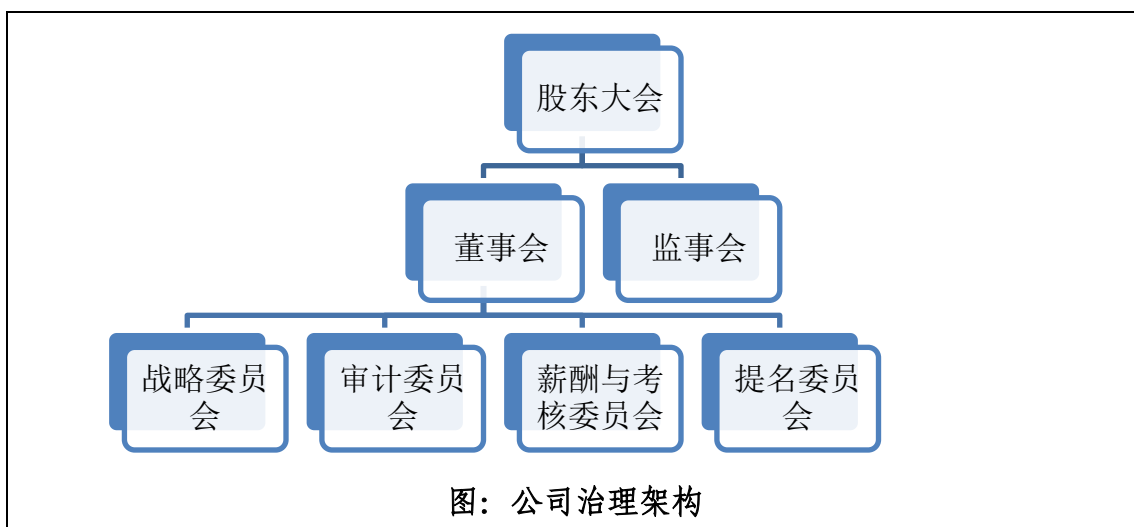 股东大会
董事会
监事会
战略委员
会
审计委员
会
薪酬与考
核委员会
提名委员
会
图：公司治理架构